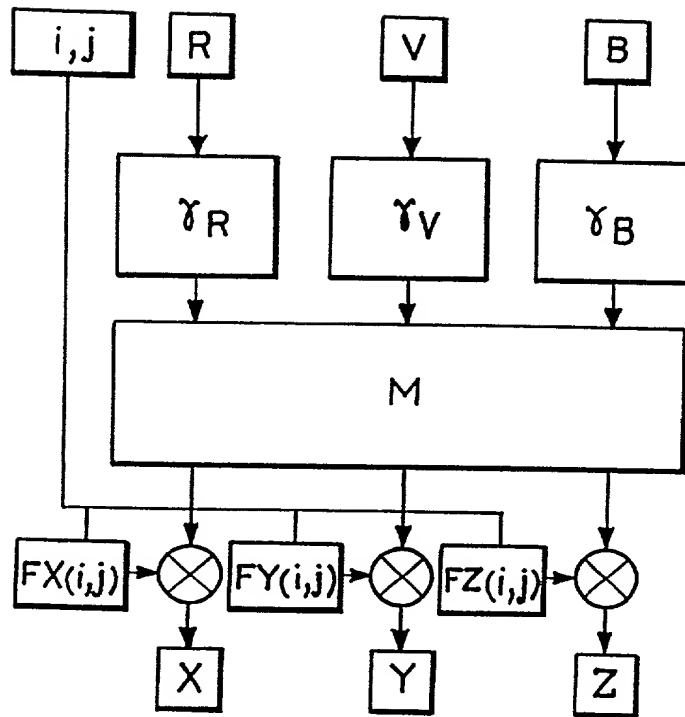 i,j R V B
γR γV γB
M
FX(i,j) FY(i,j) FZ(i,j)
X Y Z